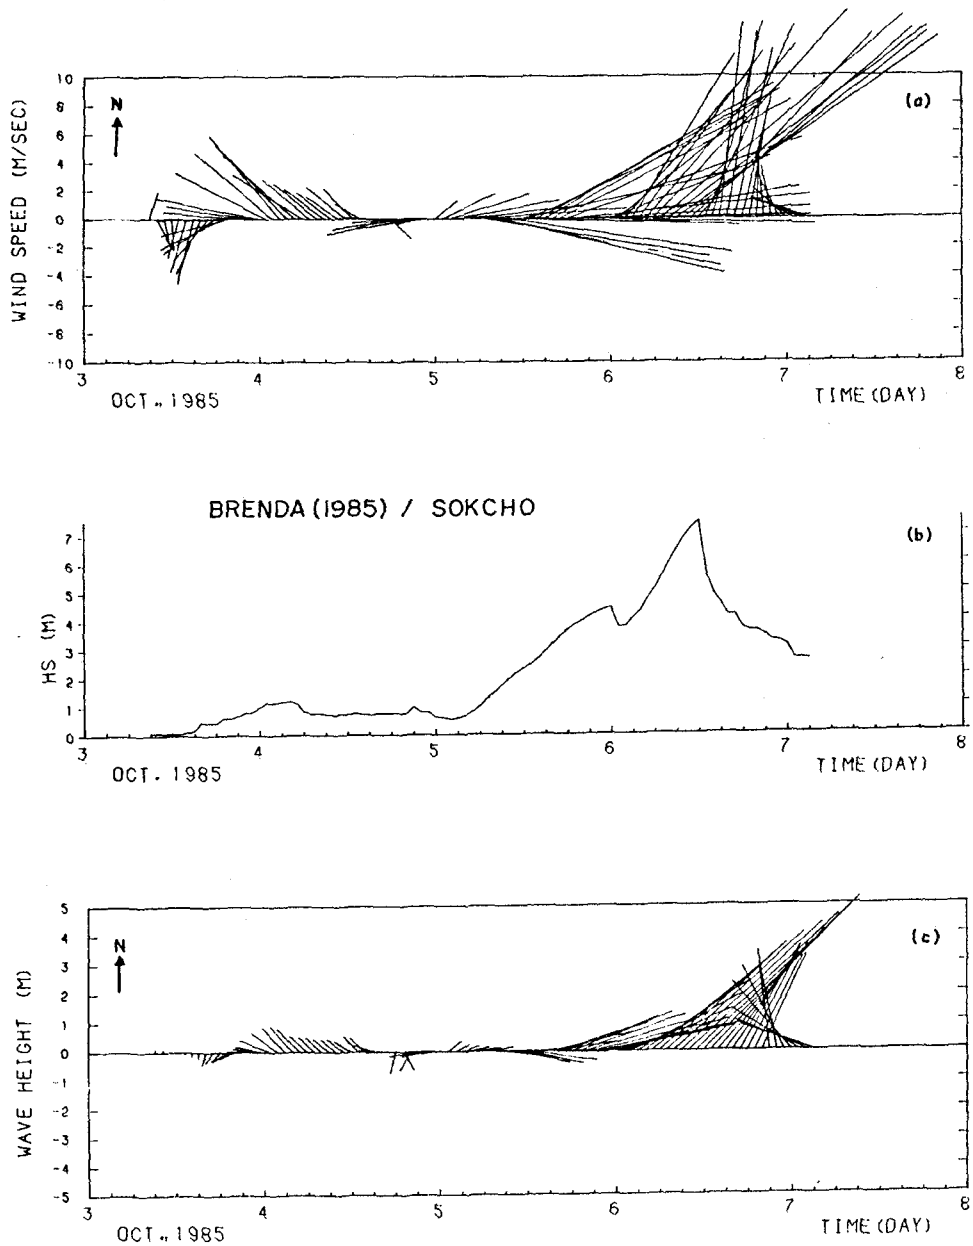 (a)
N
WIND SPEED (M/SEC)
10
8
6
4
2
0
-2
-4
-6
-8
-10
3 4 5 6 7 8
OCT., 1985 TIME(DAY)
BRENDA(1985) / SOKCHO
(b)
HS (M)
7
6
5
4
3
2
1
0
3 4 5 6 7 8
OCT. 1985 TIME(DAY)
(c)
N
WAVE HEIGHT (M)
5
4
3
2
1
0
-1
-2
-3
-4
-5
3 4 5 6 7 8
OCT., 1985 TIME(DAY)